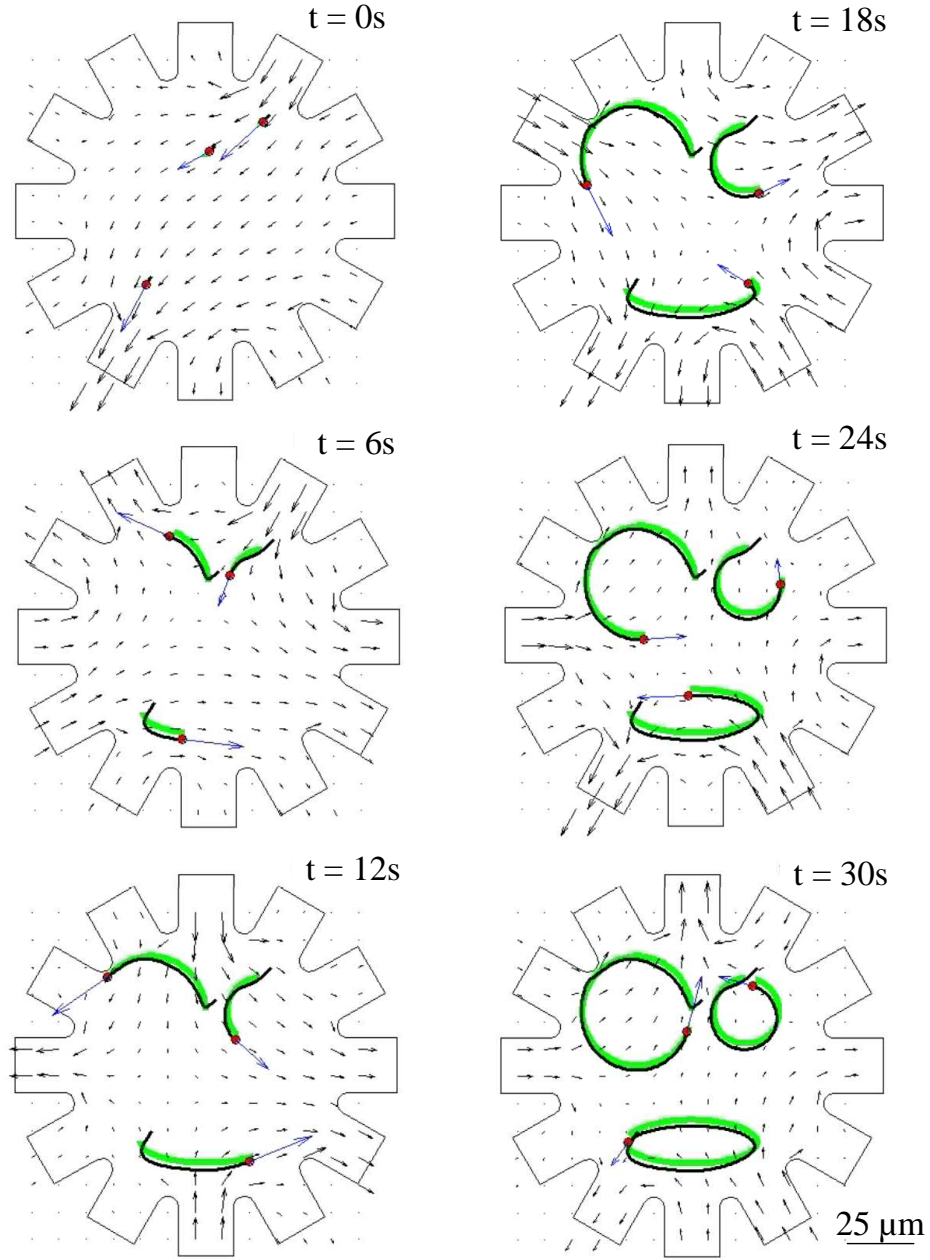 t = 0s
t = 18s
t = 6s
t = 24s
t = 12s
t = 30s
25 µm